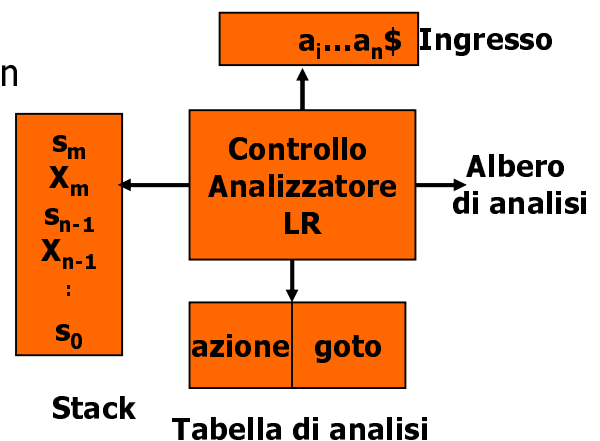 aᵢ...aₙ$ Ingresso
n
sₘ
Xₘ
sₙ₋₁
Xₙ₋₁
:
s₀
Stack
Controllo
Analizzatore
LR
Albero
di analisi
azione goto
Tabella di analisi